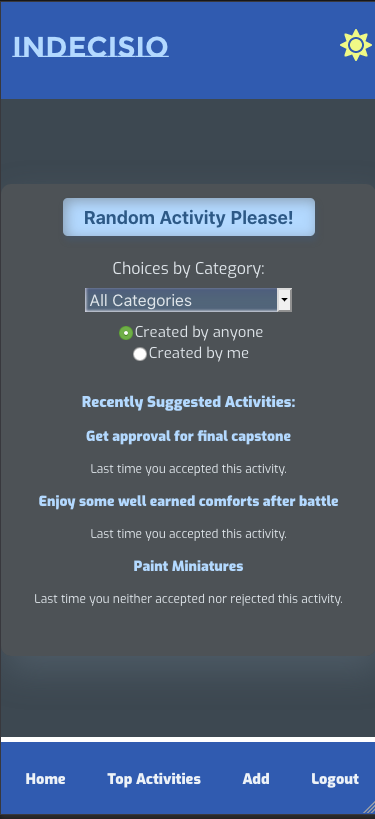 INDECISIO
Random Activity Please!
Choices by Category:
All Categories
Created by anyone
Created by me
Recently Suggested Activities:
Get approval for final capstone
Last time you accepted this activity.
Enjoy some well earned comforts after battle
Last time you accepted this activity.
Paint Miniatures
Last time you neither accepted nor rejected this activity.
Home Top Activities Add Logout